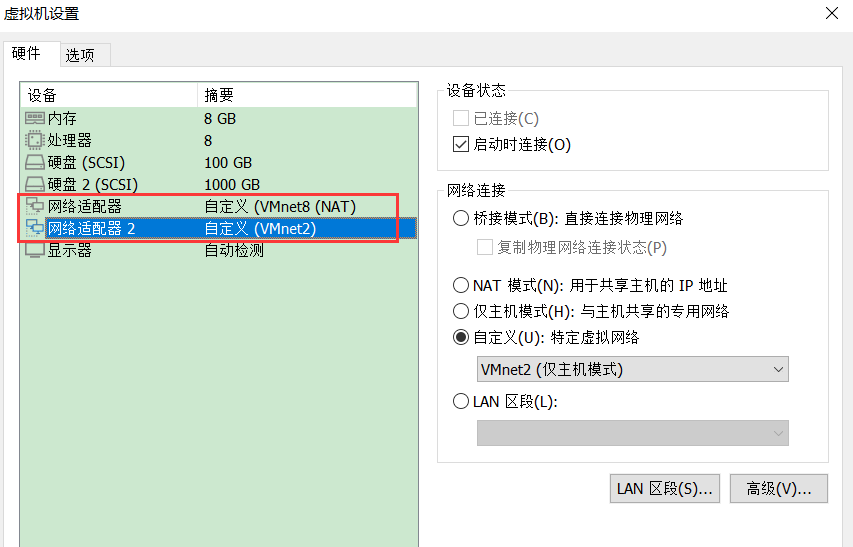 虚拟机设置
硬件 选项
设备 摘要
内存 8 GB
处理器 8
硬盘 (SCSI) 100 GB
硬盘 2 (SCSI) 1000 GB
网络适配器 自定义 (VMnet8 (NAT)
网络适配器 2 自定义 (VMnet2)
显示器 自动检测
设备状态
已连接(C)
启动时连接(O)
网络连接
桥接模式(B): 直接连接物理网络
复制物理网络连接状态(P)
NAT 模式(N): 用于共享主机的 IP 地址
仅主机模式(H): 与主机共享的专用网络
自定义(U): 特定虚拟网络
VMnet2 (仅主机模式)
LAN 区段(L):
LAN 区段(S)... 高级(V)...